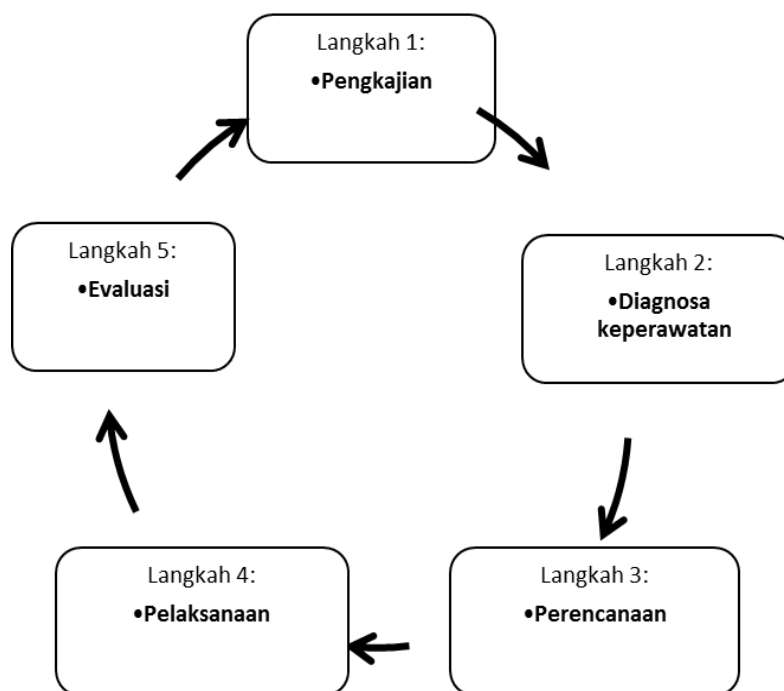 Langkah 1:
•Pengkajian
Langkah 2:
•Diagnosa
keperawatan
Langkah 3:
•Perencanaan
Langkah 4:
•Pelaksanaan
Langkah 5:
•Evaluasi